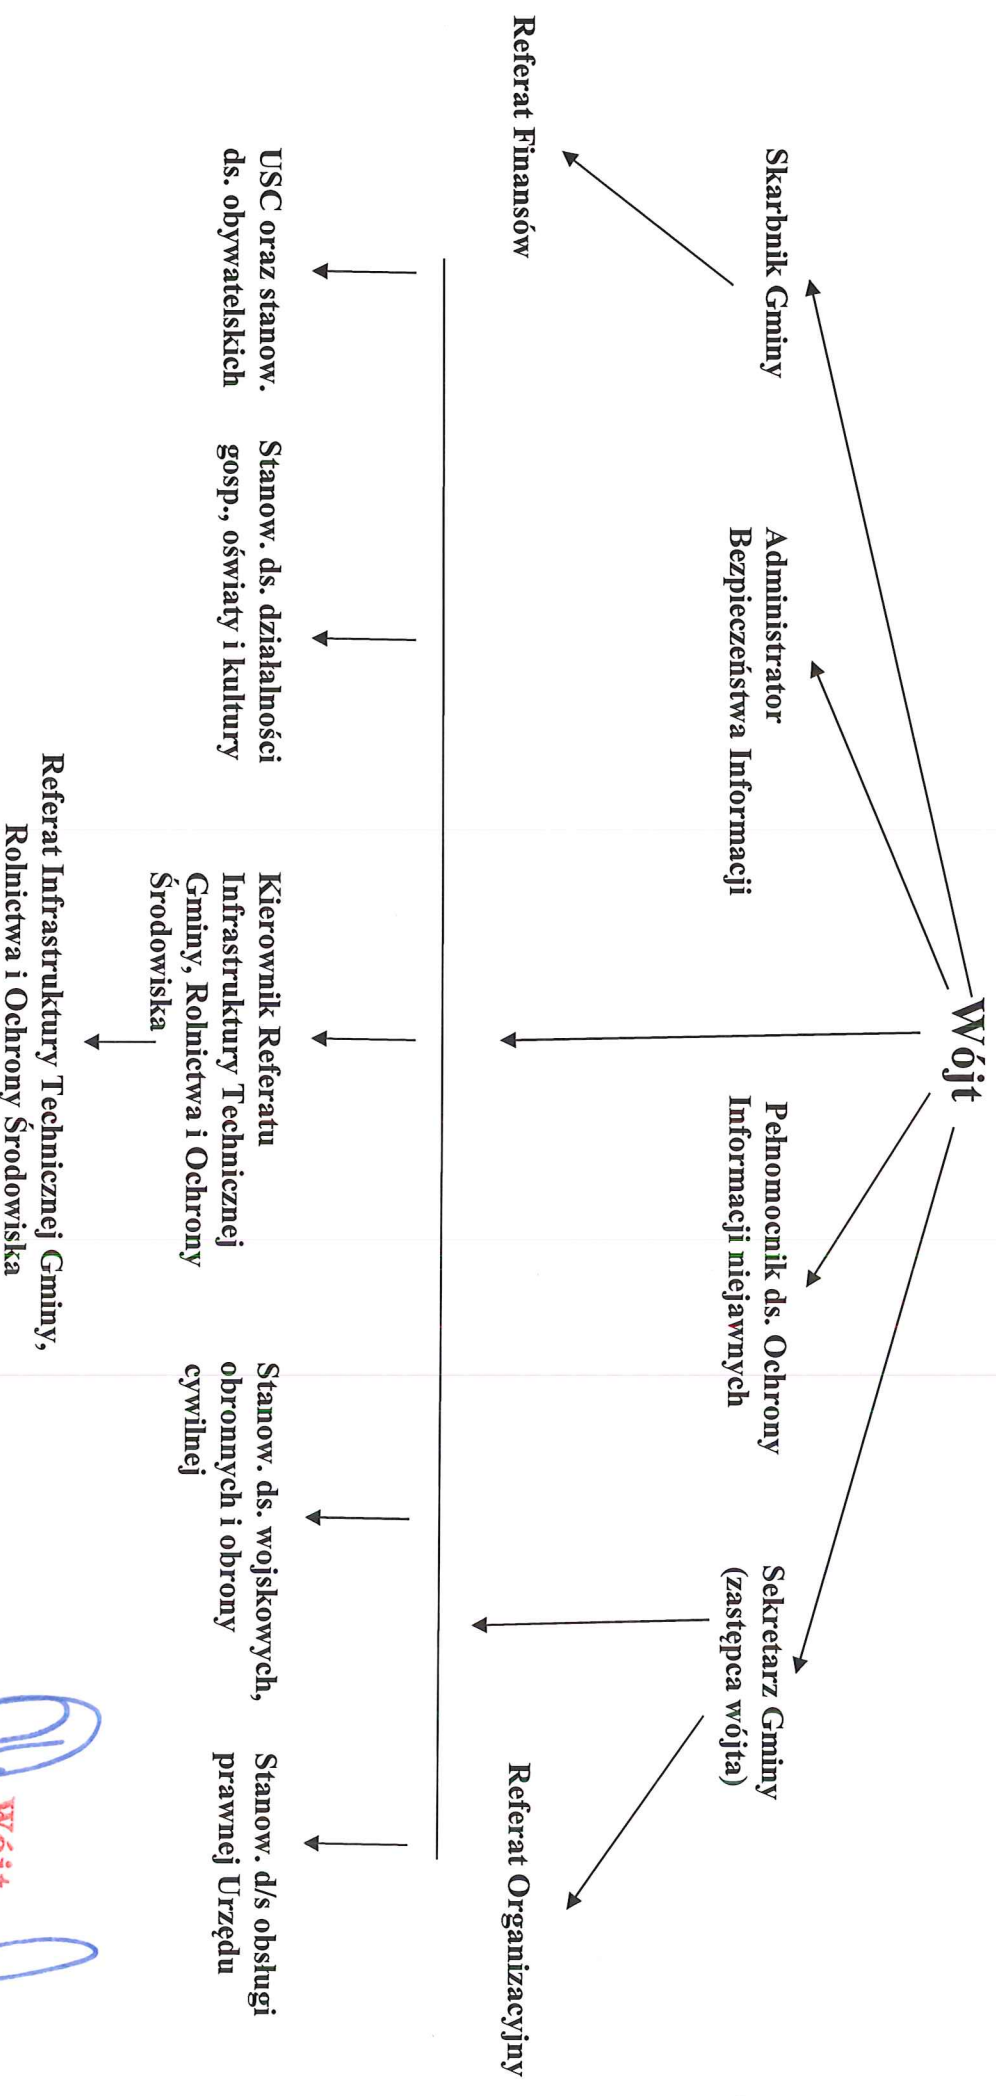 Wójt
Skarbnik Gminy
Administrator
Bezpieczeństwa Informacji
Pełnomocnik ds. Ochrony
Informacji niejawnych
Sekretarz Gminy
(zastępca wójta)
Referat Finansów
Referat Organizacyjny
USC oraz stanow.
ds. obywatelskich
Stanow. ds. działalności
gosp., oświaty i kultury
Kierownik Referatu
Infrastruktury Technicznej
Gminy, Rolnictwa i Ochrony
Środowiska
Stanow. ds. wojskowych,
obronnych i obrony
cywilnej
Stanow. d/s obsługi
prawnej Urzędu
Referat Infrastruktury Technicznej Gminy,
Rolnictwa i Ochrony Środowiska
Wójt